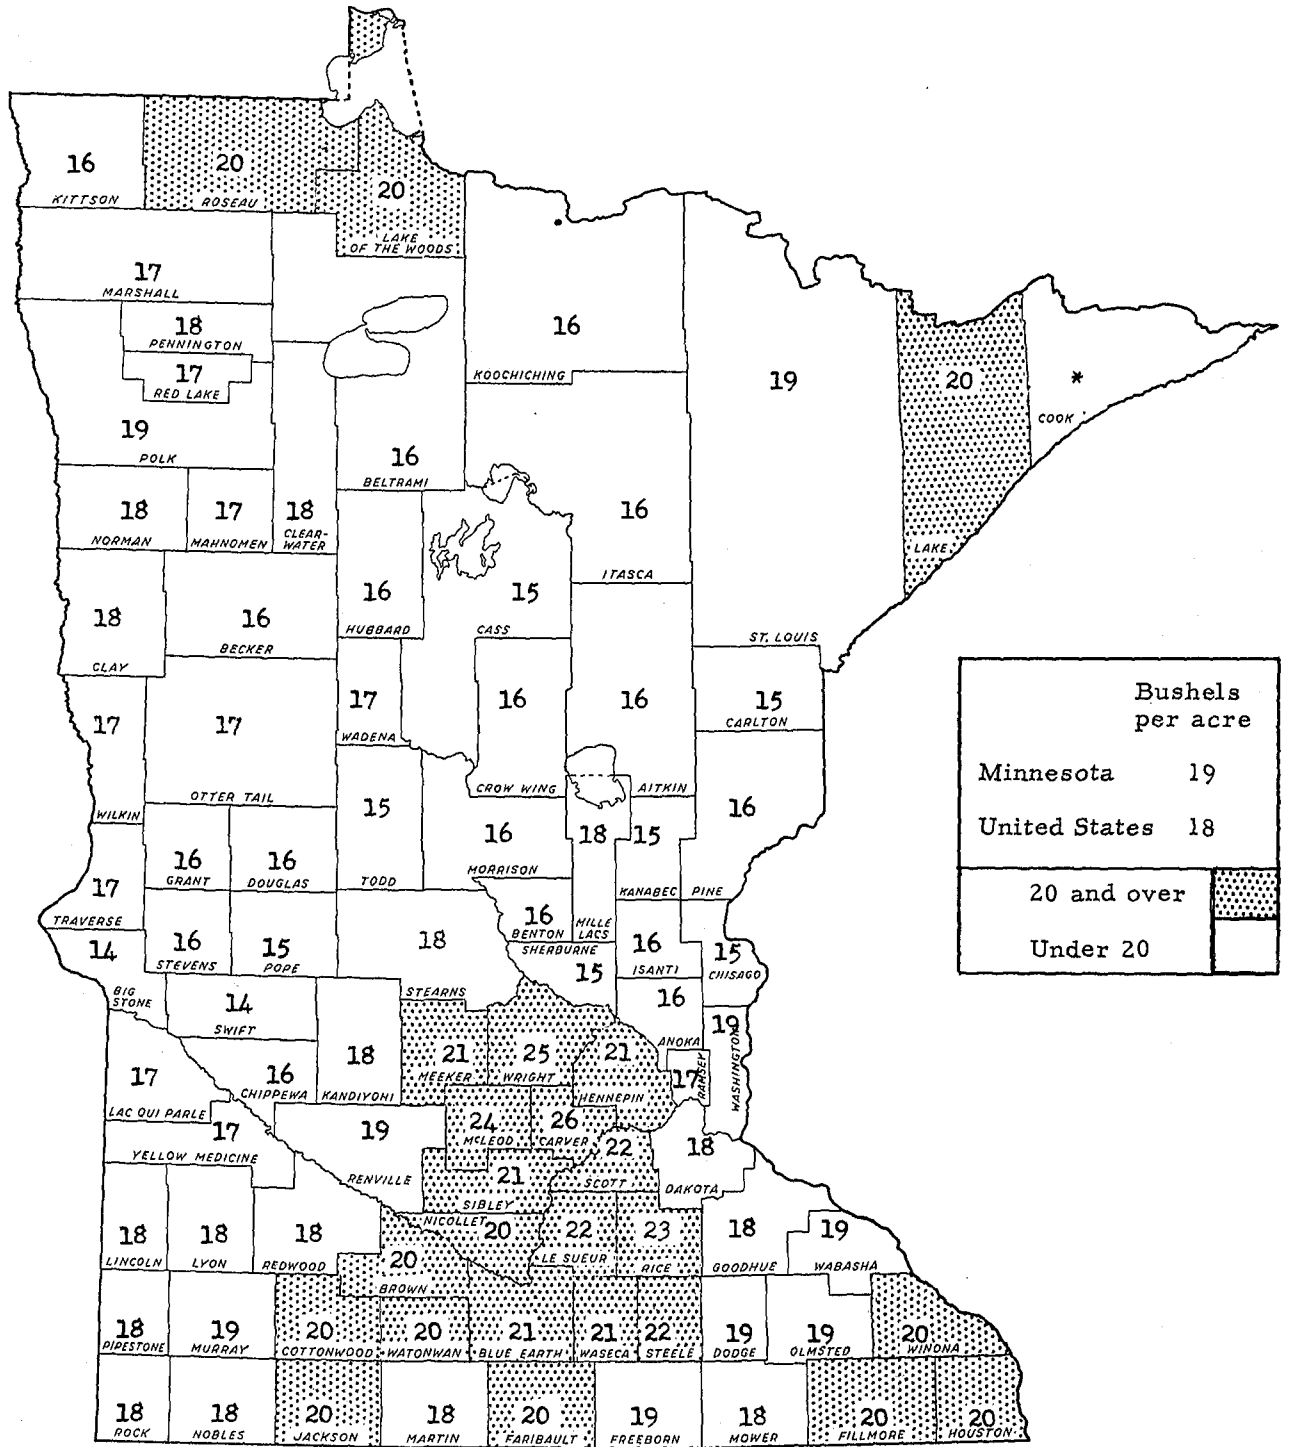 16
KITTSON
20
ROSEAU
20
LAKE
OF THE WOODS
17
MARSHALL
18
PENNINGTON
17
RED LAKE
19
POLK
16
KOOCHICHING
19
ST. LOUIS
20
LAKE
*
COOK
16
BELTRAMI
18
NORMAN
17
MAHNOMEN
18
CLEAR-
WATER
16
ITASCA
18
CLAY
16
BECKER
16
HUBBARD
15
CASS
17
WILKIN
17
OTTER TAIL
17
WADENA
16
CROW WING
16
AITKIN
15
CARLTON
15
TODD
16
MORRISON
18
MILLE
LACS
15
KANABEC
16
PINE
16
GRANT
16
DOUGLAS
17
TRAVERSE
14
BIG
STONE
16
STEVENS
15
POPE
18
STEARNS
16
BENTON
SHERBURNE
15
16
ISANTI
15
CHISAGO
14
SWIFT
18
KANDIYOHI
21
MEEKER
25
WRIGHT
21
HENNEPIN
16
ANOKA
17
RAMSEY
19
WASHINGTON
17
LAC QUI PARLE
16
CHIPPEWA
17
YELLOW MEDICINE
19
RENVILLE
24
McLEOD
26
CARVER
22
SCOTT
18
DAKOTA
21
SIBLEY
NICOLLET
20
18
LINCOLN
18
LYON
18
REDWOOD
20
BROWN
22
LE SUEUR
23
RICE
18
GOODHUE
19
WABASHA
18
PIPESTONE
19
MURRAY
20
COTTONWOOD
20
WATONWAN
21
BLUE EARTH
21
WASECA
22
STEELE
19
DODGE
19
OLMSTED
20
WINONA
18
ROCK
18
NOBLES
20
JACKSON
18
MARTIN
20
FARIBAULT
19
FREEBORN
18
MOWER
20
FILLMORE
20
HOUSTON
Bushels
per acre
Minnesota 19
United States 18
20 and over
Under 20